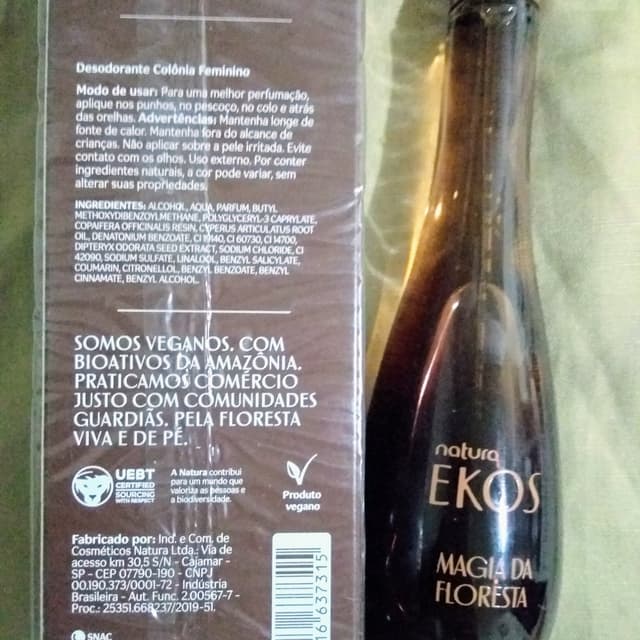 Desodorante Colônia Feminino
Modo de usar: Para uma melhor perfumação,
aplique nos punhos, no pescoço, no colo e atrás
das orelhas. Advertências: Mantenha longe de
fonte de calor. Mantenha fora do alcance de
crianças. Não aplicar sobre a pele irritada. Evite
contato com os olhos. Uso externo. Por conter
ingredientes naturais, a cor pode variar, sem
alterar suas propriedades.
INGREDIENTES: ALCOHOL, AQUA, PARFUM, BUTYL
METHOXYDIBENZOYLMETHANE, POLYGLYCERYL-3 CAPRYLATE,
COPAIFERA OFFICINALIS RESIN, CYPERUS ARTICULATUS ROOT
OIL, DENATONIUM BENZOATE, CI 19140, CI 60730, CI 14700,
DIPTERYX ODORATA SEED EXTRACT, SODIUM CHLORIDE, CI
42090, SODIUM SULFATE, LINALOOL, BENZYL SALICYLATE,
COUMARIN, CITRONELLOL, BENZYL BENZOATE, BENZYL
CINNAMATE, BENZYL ALCOHOL.
SOMOS VEGANOS, COM
BIOATIVOS DA AMAZÔNIA.
PRATICAMOS COMÉRCIO
JUSTO COM COMUNIDADES
GUARDIÃS. PELA FLORESTA
VIVA E DE PÉ.
UEBT
CERTIFIED
SOURCING
WITH RESPECT
A Natura contribui
para um mundo que
valoriza as pessoas e
a biodiversidade.
Produto
vegano
Fabricado por: Ind. e Com. de
Cosméticos Natura Ltda.: Via de
acesso km 30,5 S/N - Cajamar -
SP - CEP 07790-190 - CNPJ
00.190.373/0001-72 - Indústria
Brasileira - Aut. Func. 2.00567-7 -
Proc.: 25351.668237/2019-51.
SNAC
16 637315
natura
EKOS
MAGIA DA
FLORESTA